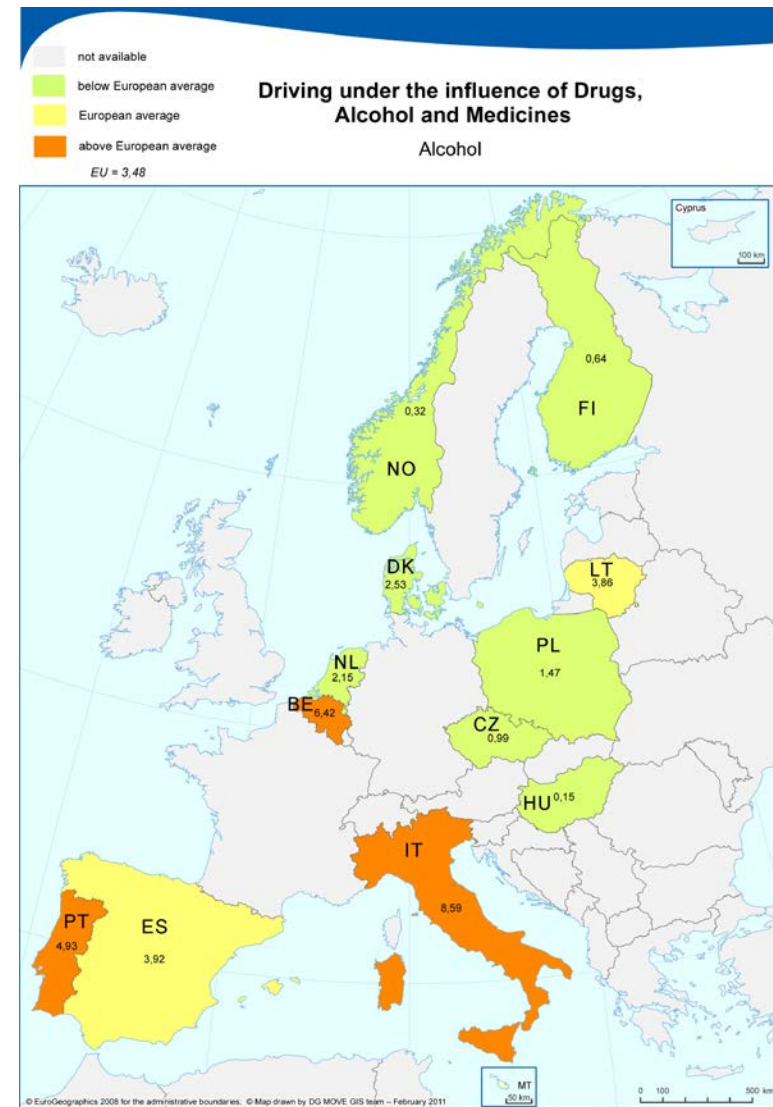 not available
below European average
European average
above European average
EU = 3,48
Driving under the influence of Drugs,
Alcohol and Medicines
Alcohol
Cyprus
100 km
0,64
FI
0,32
NO
DK
2,53
LT
3,86
NL
2,15
PL
1,47
BE
6,42
CZ
0,99
HU 0,15
IT
8,59
PT
4,93
ES
3,92
MT
50 km
0 100 500 km
© EuroGeographics 2008 for the administrative boundaries; © Map drawn by DG MOVE GIS team – February 2011